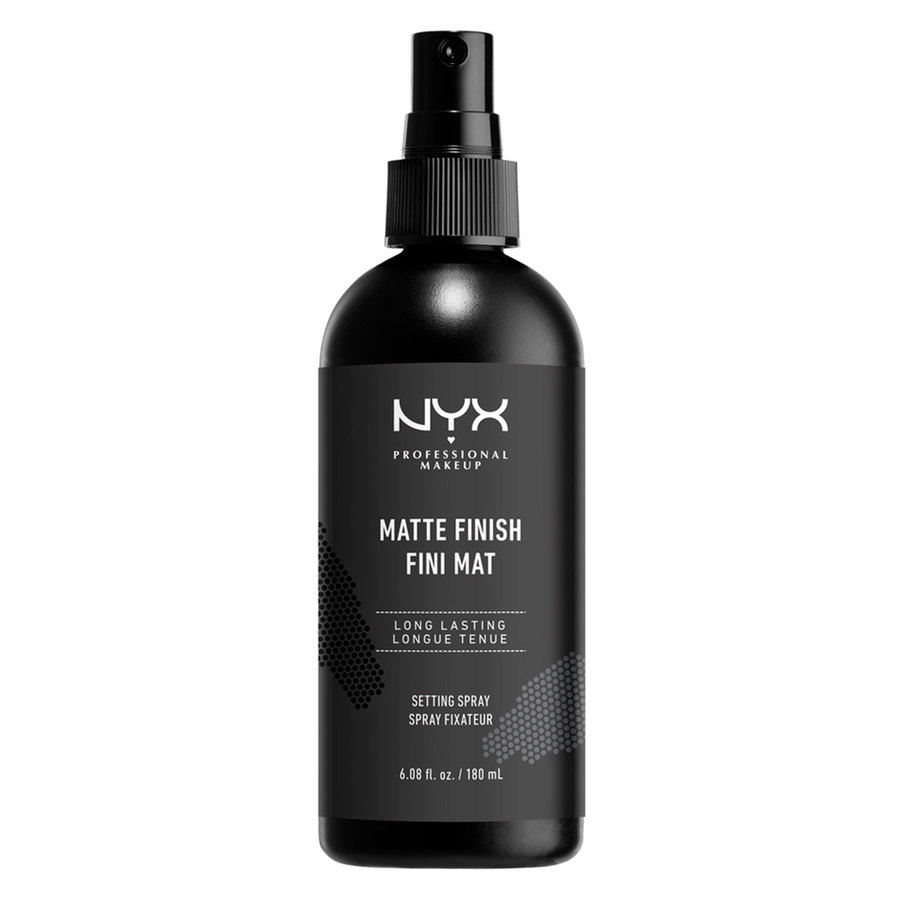 NYX
PROFESSIONAL
MAKEUP
MATTE FINISH
FINI MAT
LONG LASTING
LONGUE TENUE
SETTING SPRAY
SPRAY FIXATEUR
6.08 fl. oz. / 180 mL